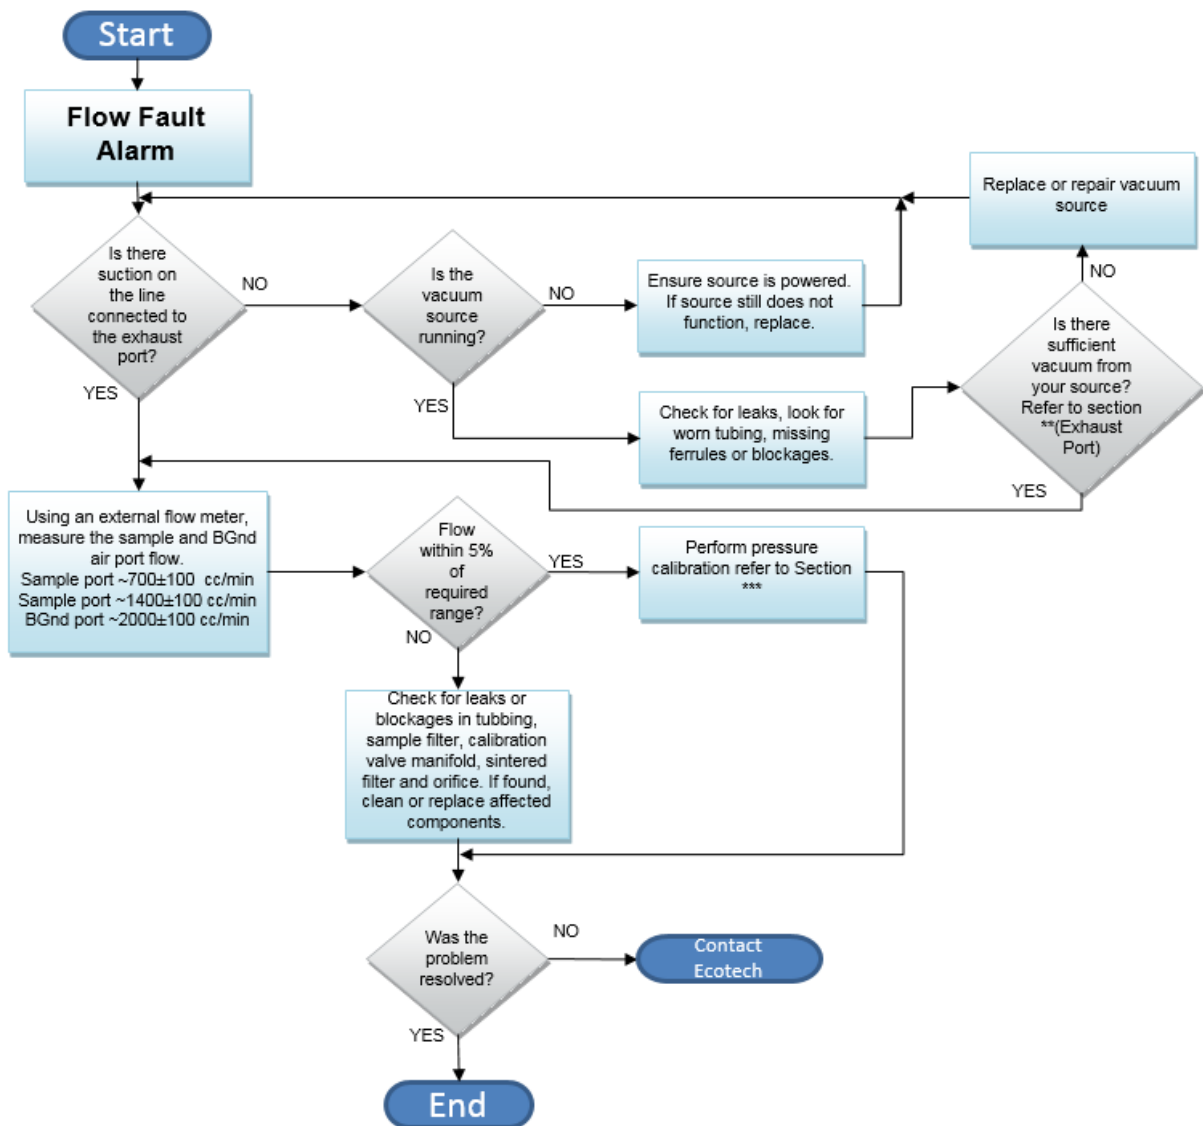 Start
Flow Fault
Alarm
Replace or repair vacuum
source
Is there
suction on
the line
connected to
the exhaust
port?
NO
Is the
vacuum
source
running?
NO
Ensure source is powered.
If source still does not
function, replace.
NO
Is there
sufficient
vacuum from
your source?
Refer to section
**(Exhaust
Port)
YES
YES
Check for leaks, look for
worn tubing, missing
ferrules or blockages.
YES
Using an external flow meter,
measure the sample and BGnd
air port flow.
Sample port ~700±100 cc/min
Sample port ~1400±100 cc/min
BGnd port ~2000±100 cc/min
Flow
within 5%
of
required
range?
YES
Perform pressure
calibration refer to Section
***
NO
Check for leaks or
blockages in tubbing,
sample filter, calibration
valve manifold, sintered
filter and orifice. If found,
clean or replace affected
components.
Was the
problem
resolved?
NO
Contact
Ecotech
YES
End